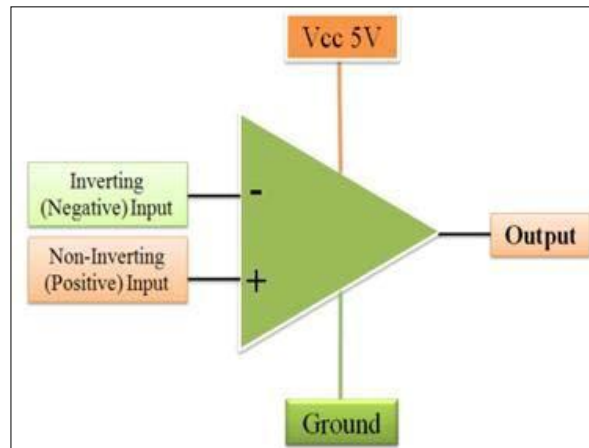 Vcc 5V
Inverting
(Negative) Input
-
Non-Inverting
(Positive) Input
+
Output
Ground